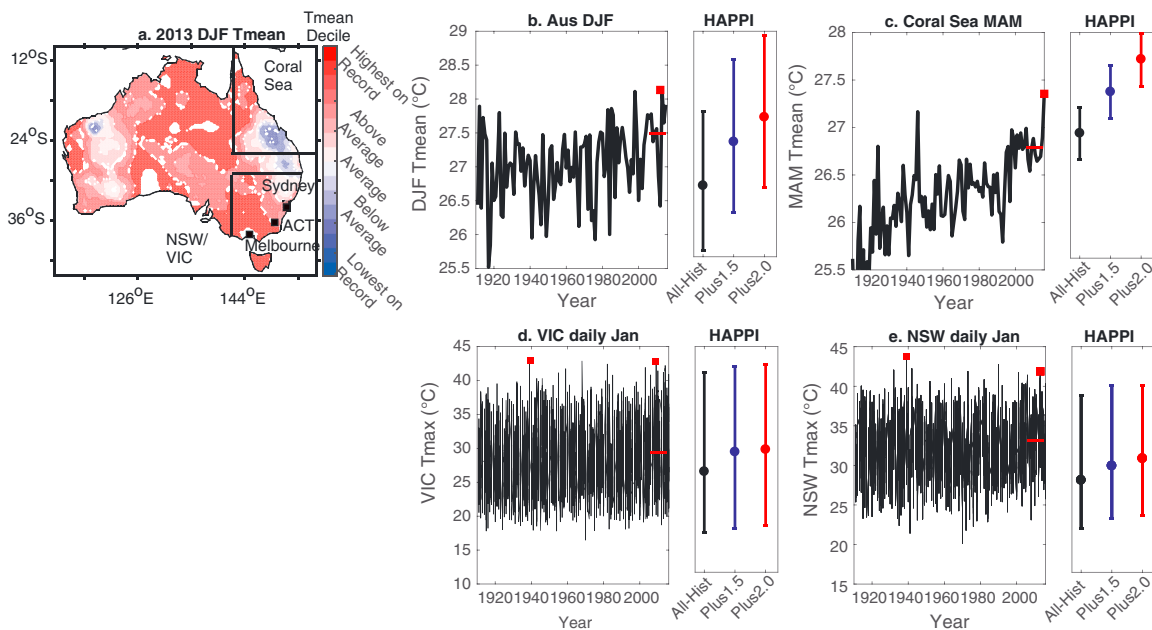 a. 2013 DJF Tmean
Tmean
Decile
12°S
24°S
36°S
126°E
144°E
Coral
Sea
Sydney
ACT
Melbourne
NSW/
VIC
Highest on
Record
Above
Average
Average
Below
Average
Lowest on
Record
b. Aus DJF
HAPPI
DJF Tmean (°C)
29
28.5
28
27.5
27
26.5
26
25.5
1920 1940 1960 1980 2000
Year
All-Hist
Plus1.5
Plus2.0
c. Coral Sea MAM
HAPPI
MAM Tmean (°C)
28
27.5
27
26.5
26
25.5
1920 1940 1960 1980 2000
Year
All-Hist
Plus1.5
Plus2.0
d. VIC daily Jan
HAPPI
VIC Tmax (°C)
45
40
35
30
25
20
15
10
1920 1940 1960 1980 2000
Year
All-Hist
Plus1.5
Plus2.0
e. NSW daily Jan
HAPPI
NSW Tmax (°C)
45
40
35
30
25
20
15
1920 1940 1960 1980 2000
Year
All-Hist
Plus1.5
Plus2.0